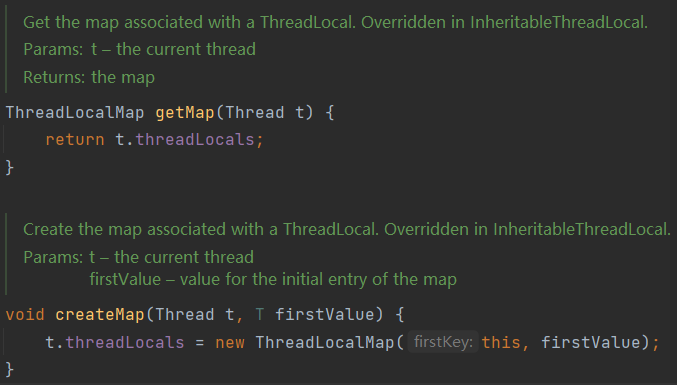 Get the map associated with a ThreadLocal. Overridden in InheritableThreadLocal.
Params: t – the current thread
Returns: the map
ThreadLocalMap getMap(Thread t) {
    return t.threadLocals;
}
Create the map associated with a ThreadLocal. Overridden in InheritableThreadLocal.
Params: t – the current thread
firstValue – value for the initial entry of the map
void createMap(Thread t, T firstValue) {
    t.threadLocals = new ThreadLocalMap( firstKey: this, firstValue);
}